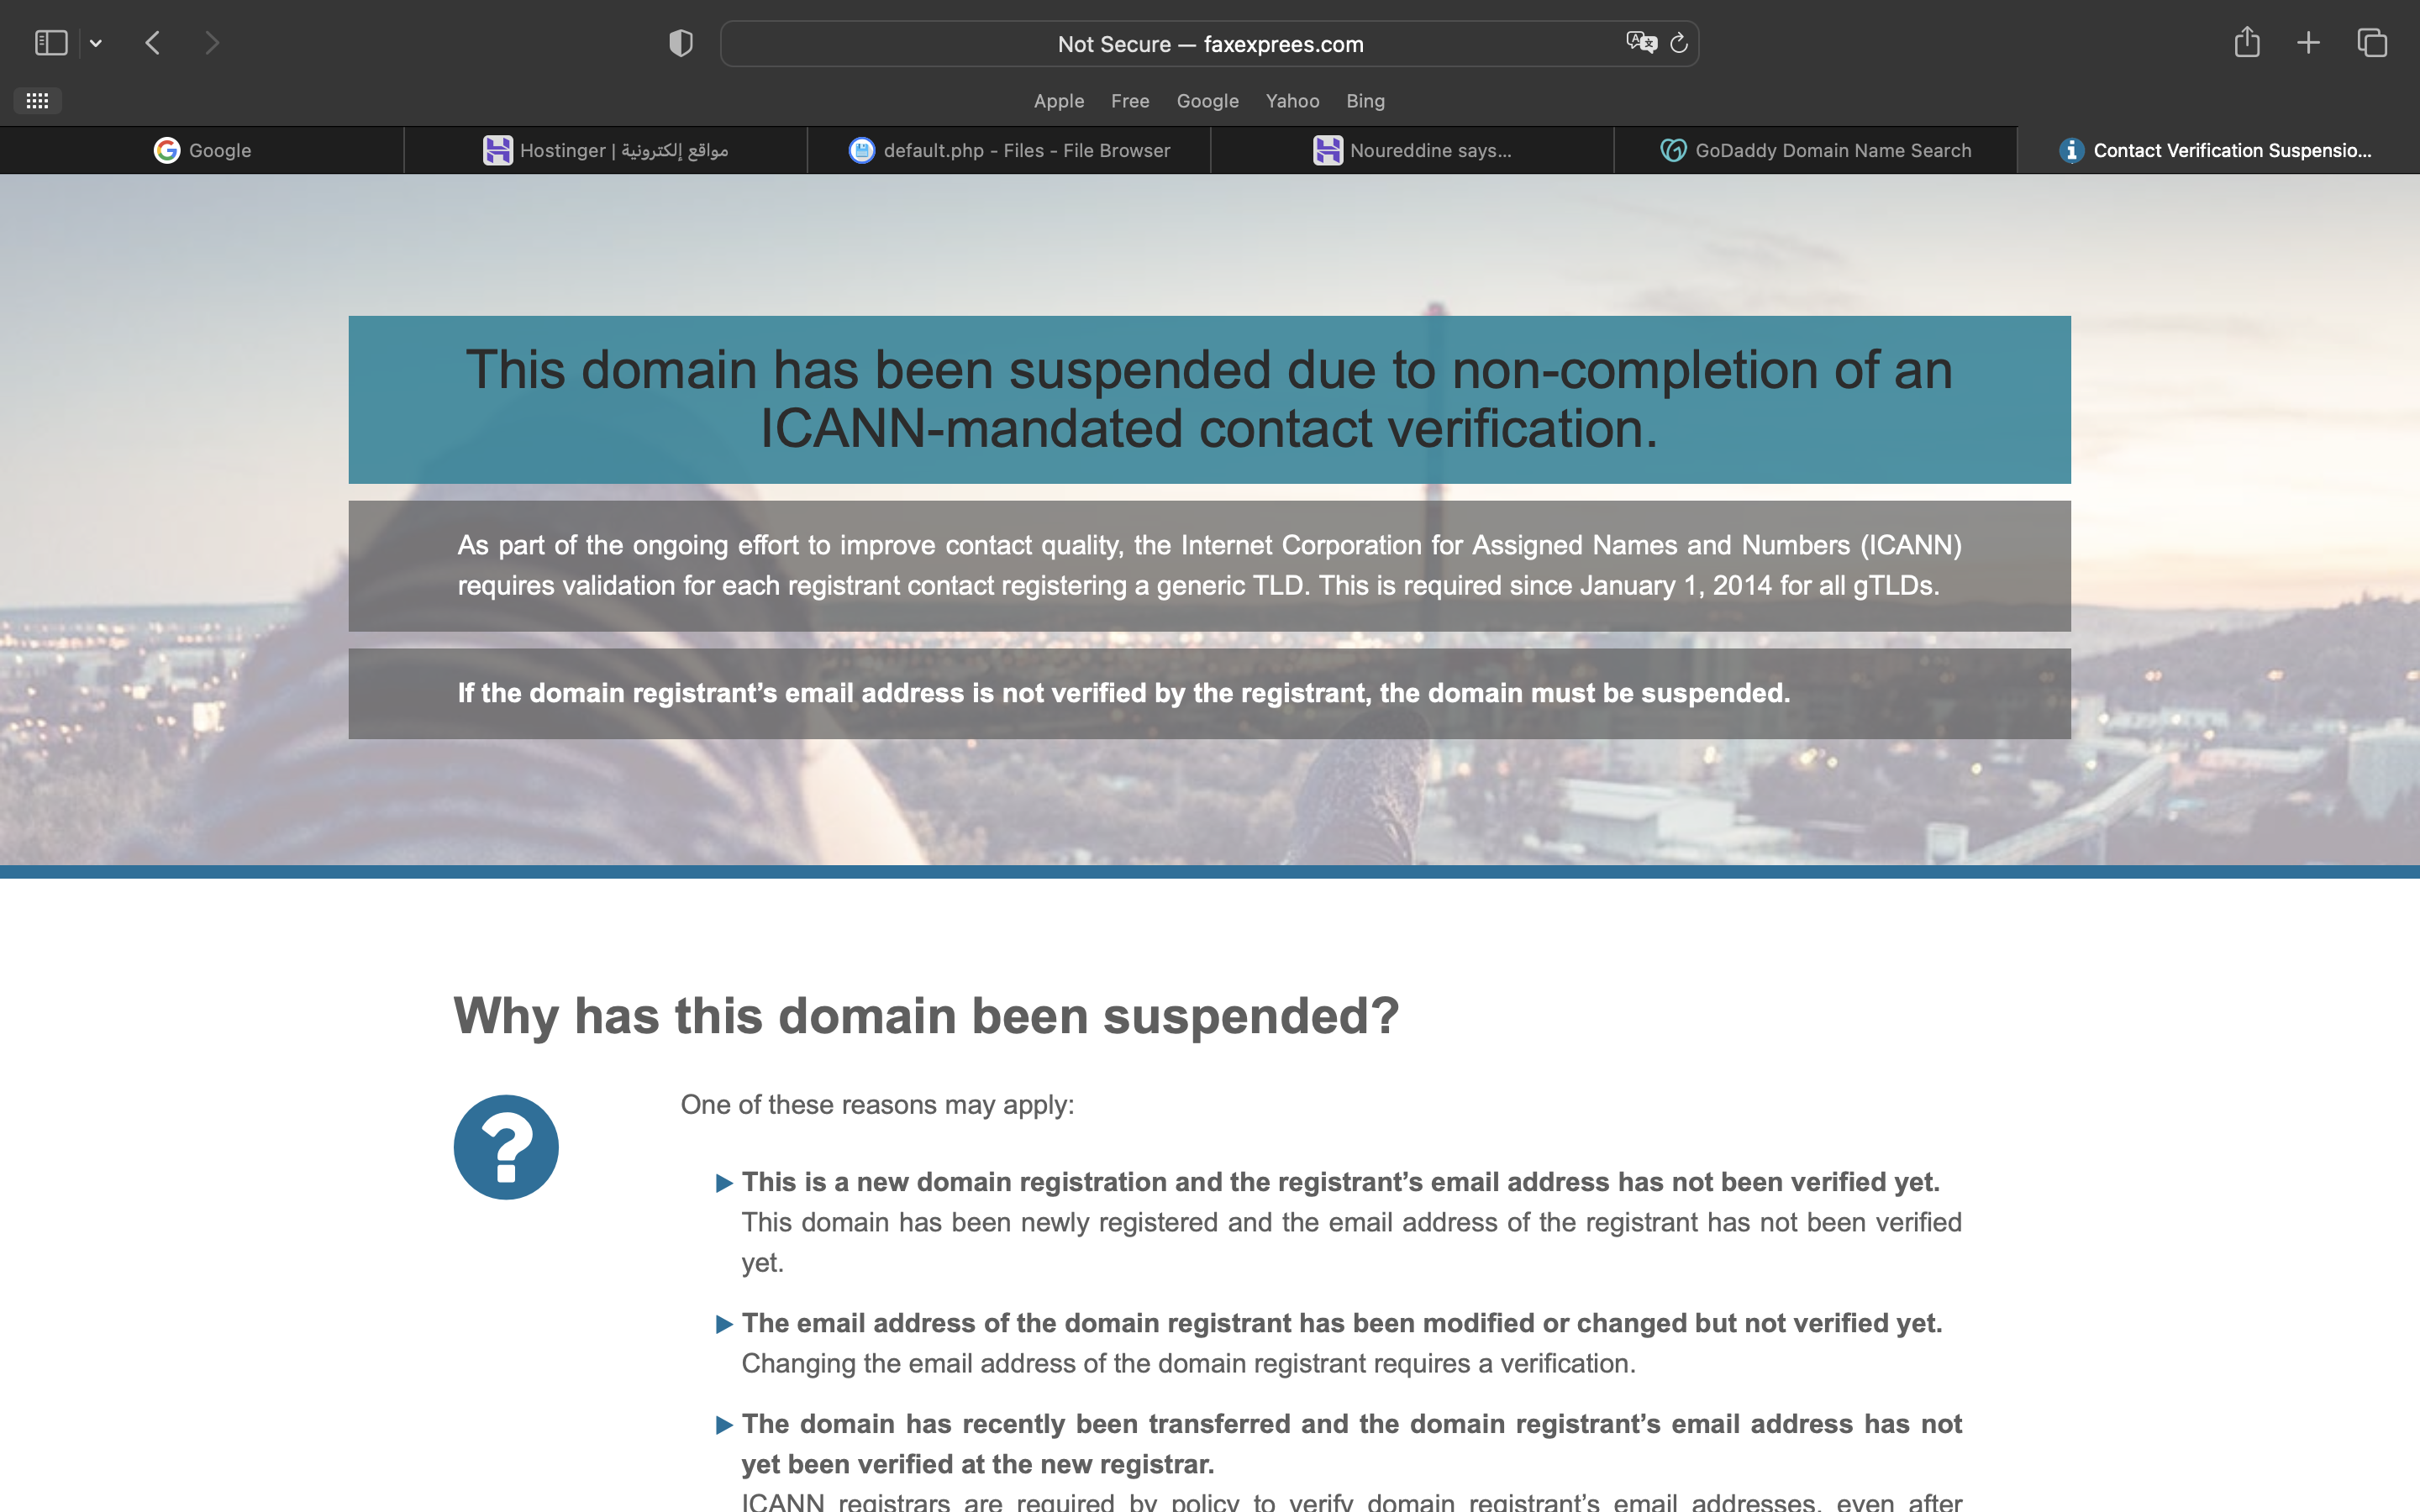 Not Secure — faxexprees.com
Apple Free Google Yahoo Bing
Google
Hostinger | مواقع إلكترونية
default.php - Files - File Browser
Noureddine says...
GoDaddy Domain Name Search
Contact Verification Suspensio...
This domain has been suspended due to non-completion of an
ICANN-mandated contact verification.
As part of the ongoing effort to improve contact quality, the Internet Corporation for Assigned Names and Numbers (ICANN)
requires validation for each registrant contact registering a generic TLD. This is required since January 1, 2014 for all gTLDs.
If the domain registrant’s email address is not verified by the registrant, the domain must be suspended.
Why has this domain been suspended?
One of these reasons may apply:
This is a new domain registration and the registrant’s email address has not been verified yet.
This domain has been newly registered and the email address of the registrant has not been verified
yet.
The email address of the domain registrant has been modified or changed but not verified yet.
Changing the email address of the domain registrant requires a verification.
The domain has recently been transferred and the domain registrant’s email address has not
yet been verified at the new registrar.
ICANN registrars are required by policy to verify domain registrant’s email addresses, even after